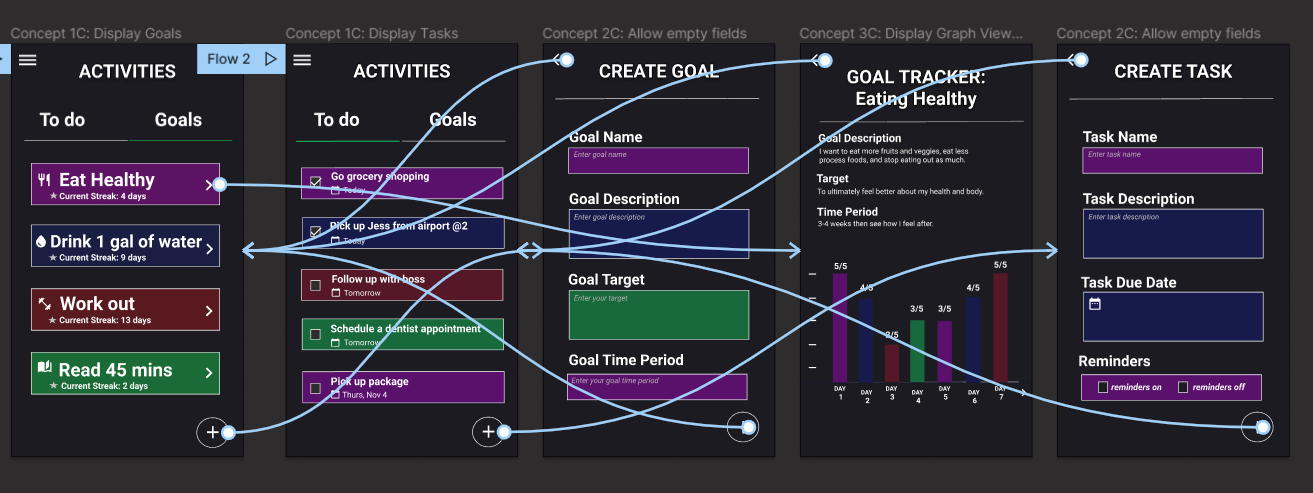 Concept 1C: Display Goals
Flow 2
ACTIVITIES
To do
Goals
Eat Healthy
Current Streak: 4 days
Drink 1 gal of water
Current Streak: 9 days
Work out
Current Streak: 13 days
Read 45 mins
Current Streak: 2 days
+
Concept 1C: Display Tasks
ACTIVITIES
To do
Goals
Go grocery shopping
Today
Pick up Jess from airport @2
Today
Follow up with boss
Tomorrow
Schedule a dentist appointment
Tomorrow
Pick up package
Thurs, Nov 4
+
Concept 2C: Allow empty fields
CREATE GOAL
Goal Name
Enter goal name
Goal Description
Enter goal description
Goal Target
Enter your target
Goal Time Period
Enter your goal time period
Concept 3C: Display Graph View...
GOAL TRACKER:
Eating Healthy
Goal Description
I want to eat more fruits and veggies, eat less
process foods, and stop eating out as much.
Target
To ultimately feel better about my health and body.
Time Period
3-4 weeks then see how I feel after.
5/5
4/5
2/5
3/5
3/5
4/5
5/5
DAY 1
DAY 2
DAY 3
DAY 4
DAY 5
DAY 6
DAY 7
Concept 2C: Allow empty fields
CREATE TASK
Task Name
Enter task name
Task Description
Enter task description
Task Due Date
Reminders
reminders on
reminders off